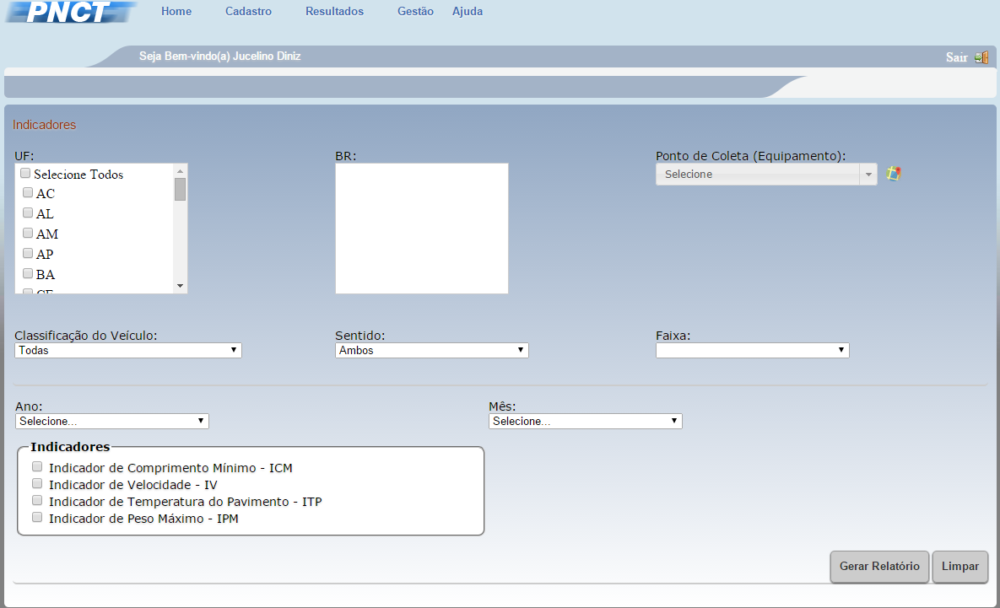 PNCT
Home Cadastro Resultados Gestão Ajuda
Seja Bem-vindo(a) Jucelino Diniz
Sair
Indicadores
UF: BR: Ponto de Coleta (Equipamento):
Selecione Todos
Selecione
AC
AL
AM
AP
BA
CE
Classificação do Veículo: Sentido: Faixa:
Todas Ambos
Ano: Mês:
Selecione... Selecione...
Indicadores
Indicador de Comprimento Mínimo - ICM
Indicador de Velocidade - IV
Indicador de Temperatura do Pavimento - ITP
Indicador de Peso Máximo - IPM
Gerar Relatório Limpar